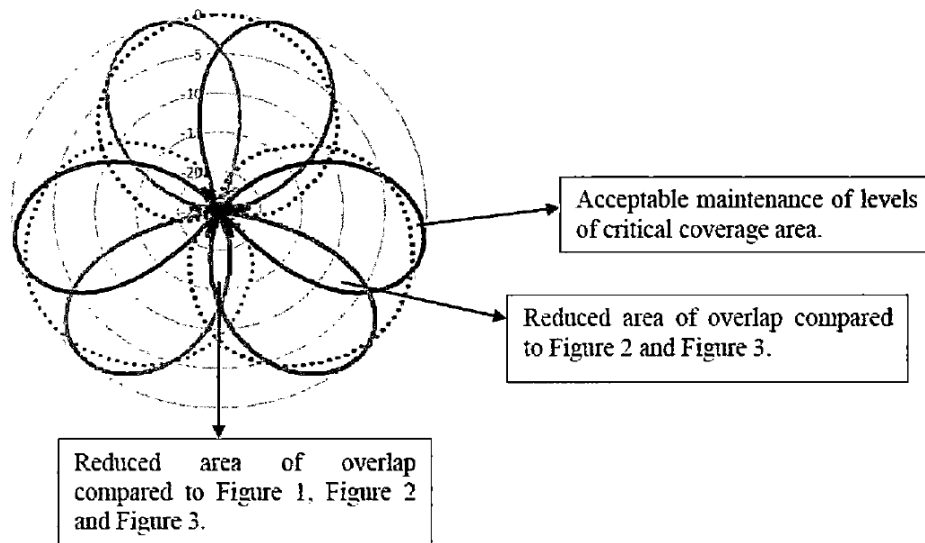 0
-5
-10
-20
Acceptable maintenance of levels
of critical coverage area.
Reduced area of overlap compared
to Figure 2 and Figure 3.
Reduced area of overlap
compared to Figure 1, Figure 2
and Figure 3.